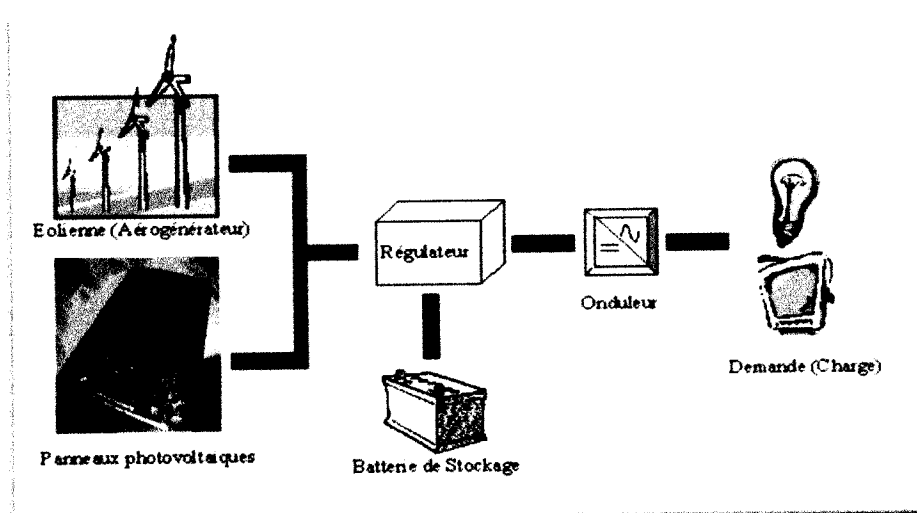 Eolienne (Aérogénérateur)
Régulateur
Onduleur
Demande (Charge)
Panneaux photovoltaiques
Batterie de Stockage